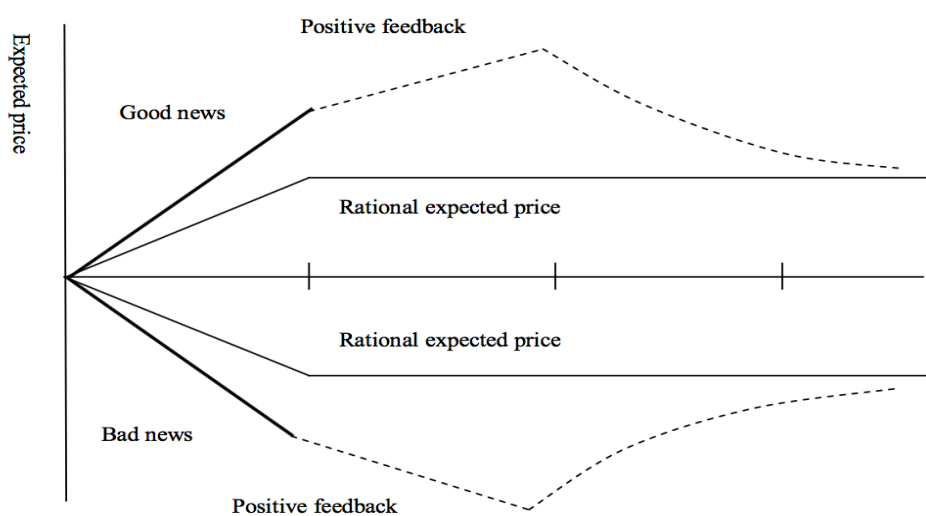 Positive feedback
Expected price
Good news
Rational expected price
Rational expected price
Bad news
Positive feedback